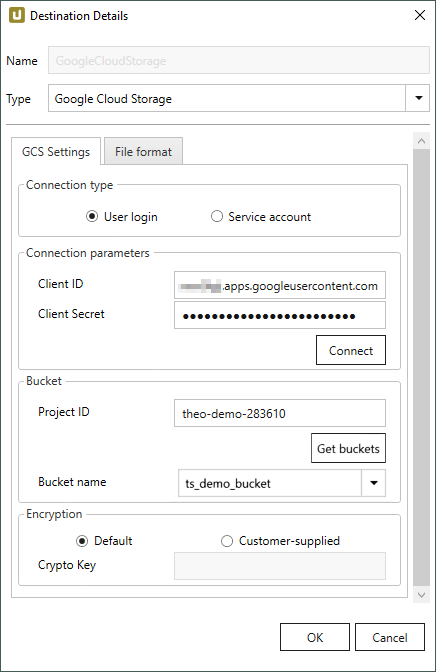 Destination Details
Name GoogleCloudStorage
Type Google Cloud Storage
GCS Settings File format
Connection type
User login Service account
Connection parameters
Client ID .apps.googleusercontent.com
Client Secret ●●●●●●●●●●●●●●●●●●●●●●●●
Connect
Bucket
Project ID theo-demo-283610
Get buckets
Bucket name ts_demo_bucket
Encryption
Default Customer-supplied
Crypto Key
OK Cancel